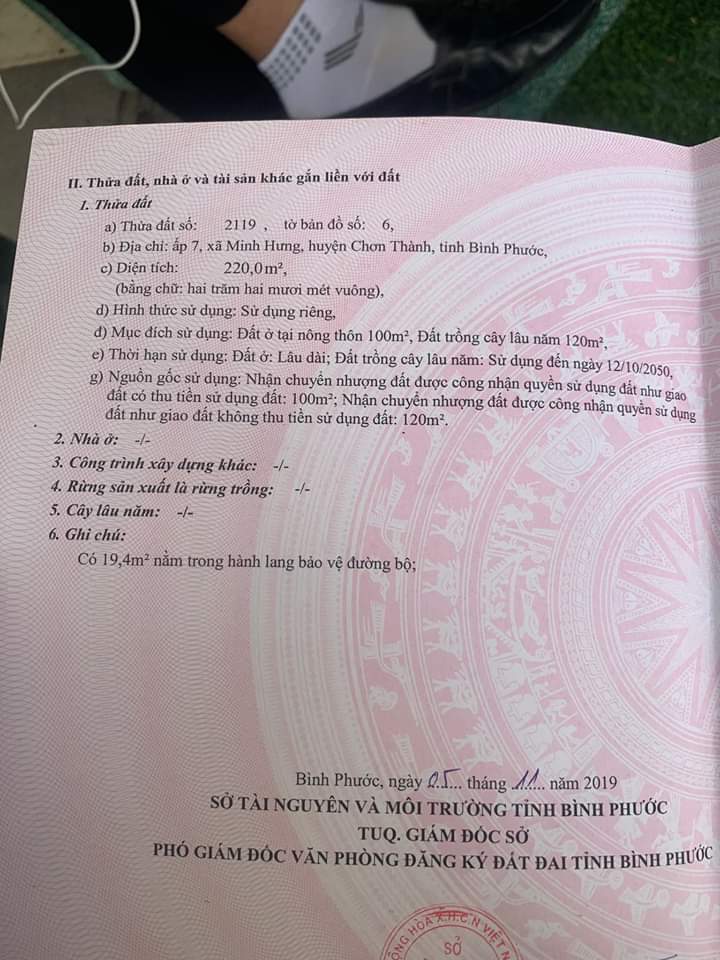 II. Thửa đất, nhà ở và tài sản khác gắn liền với đất
1. Thửa đất
a) Thửa đất số: 2119 , tờ bản đồ số: 6,
b) Địa chỉ: ấp 7, xã Minh Hưng, huyện Chơn Thành, tỉnh Bình Phước,
c) Diện tích: 220,0m²,
(bằng chữ: hai trăm hai mươi mét vuông),
d) Hình thức sử dụng: Sử dụng riêng,
đ) Mục đích sử dụng: Đất ở tại nông thôn 100m², Đất trồng cây lâu năm 120m²,
e) Thời hạn sử dụng: Đất ở: Lâu dài; Đất trồng cây lâu năm: Sử dụng đến ngày 12/10/2050,
g) Nguồn gốc sử dụng: Nhận chuyển nhượng đất được công nhận quyền sử dụng đất như giao
đất có thu tiền sử dụng đất: 100m²; Nhận chuyển nhượng đất được công nhận quyền sử dụng
đất như giao đất không thu tiền sử dụng đất: 120m².
2. Nhà ở: -/-
3. Công trình xây dựng khác: -/-
4. Rừng sản xuất là rừng trồng: -/-
5. Cây lâu năm: -/-
6. Ghi chú:
Có 19,4m² nằm trong hành lang bảo vệ đường bộ;
Bình Phước, ngày 05 tháng 11 năm 2019
SỞ TÀI NGUYÊN VÀ MÔI TRƯỜNG TỈNH BÌNH PHƯỚC
TUQ. GIÁM ĐỐC SỞ
PHÓ GIÁM ĐỐC VĂN PHÒNG ĐĂNG KÝ ĐẤT ĐAI TỈNH BÌNH PHƯỚC
HÒA X.H.C.N VIỆT N
SỞ